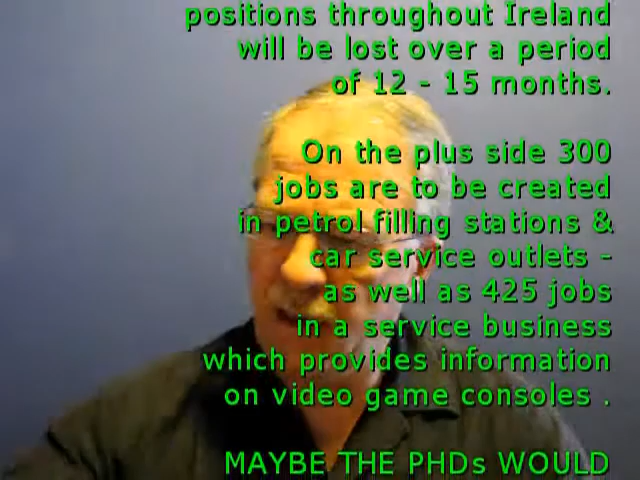 positions throughout Ireland
will be lost over a period
of 12 - 15 months.
On the plus side 300
jobs are to be created
in petrol filling stations &
car service outlets -
as well as 425 jobs
in a service business
which provides information
on video game consoles .
MAYBE THE PHDs WOULD